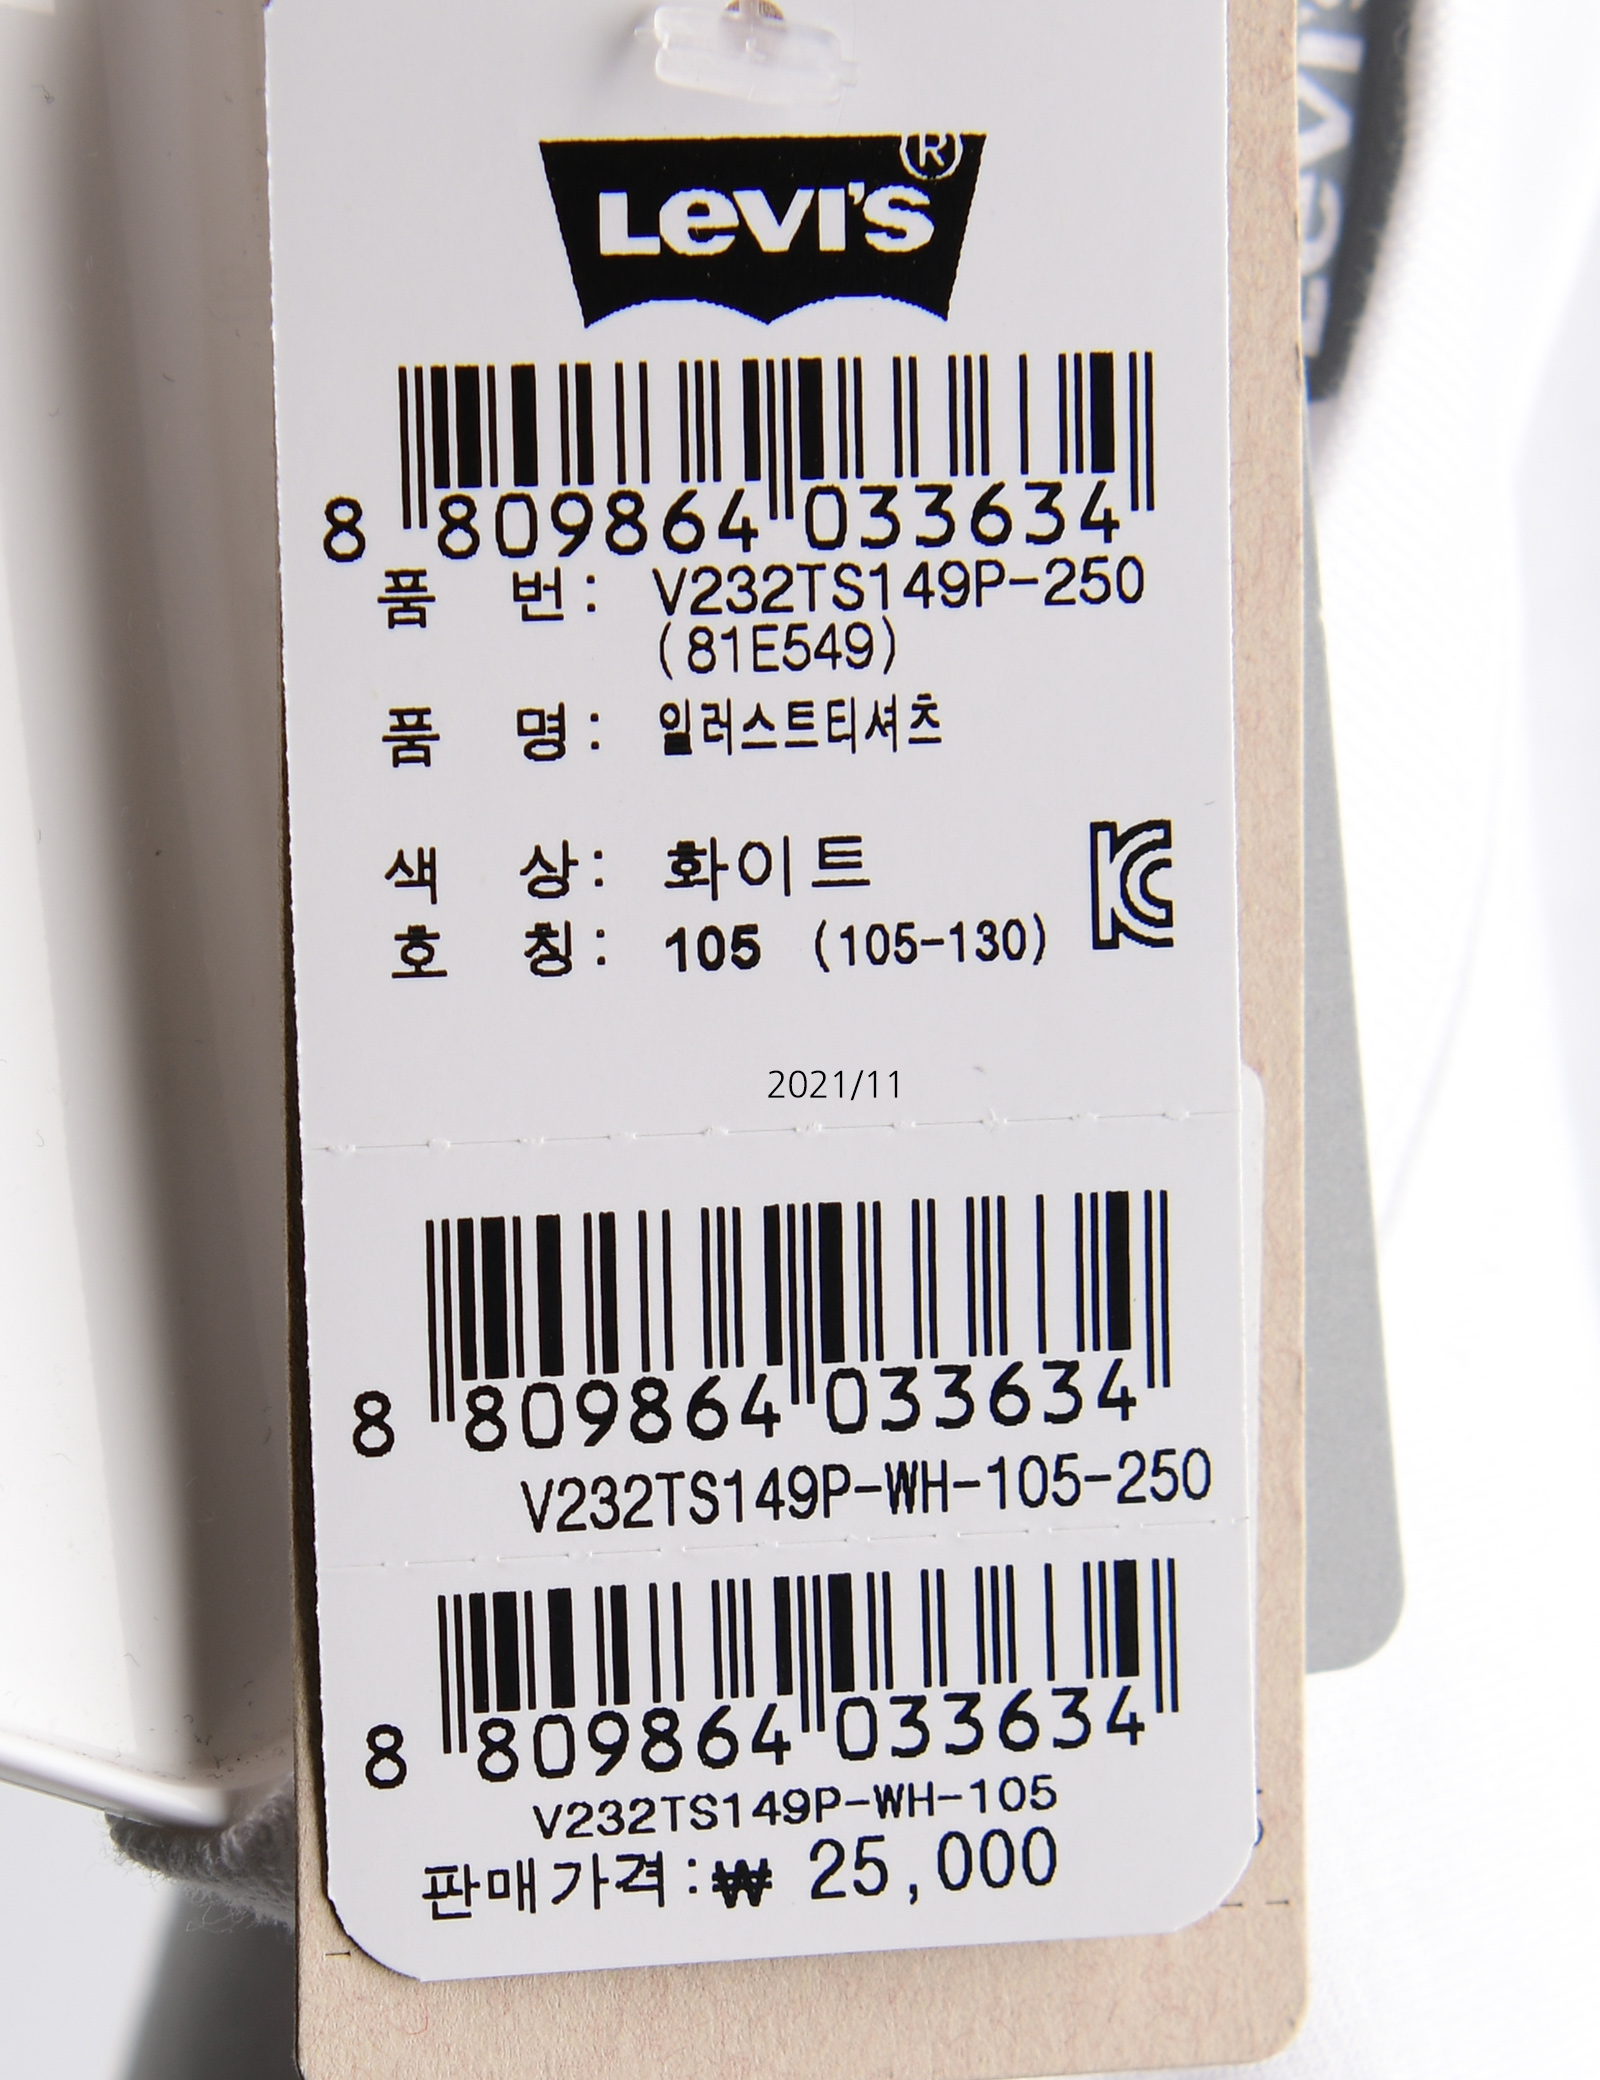 LEVI'S®
8 809864 033634
품 번: V232TS149P-250
(81E549)
품 명: 일러스트티셔츠
색 상: 화이트
호 칭: 105 (105-130)
KC
2021/11
8 809864 033634
V232TS149P-WH-105-250
8 809864 033634
V232TS149P-WH-105
판매가격:₩ 25,000
Levi's